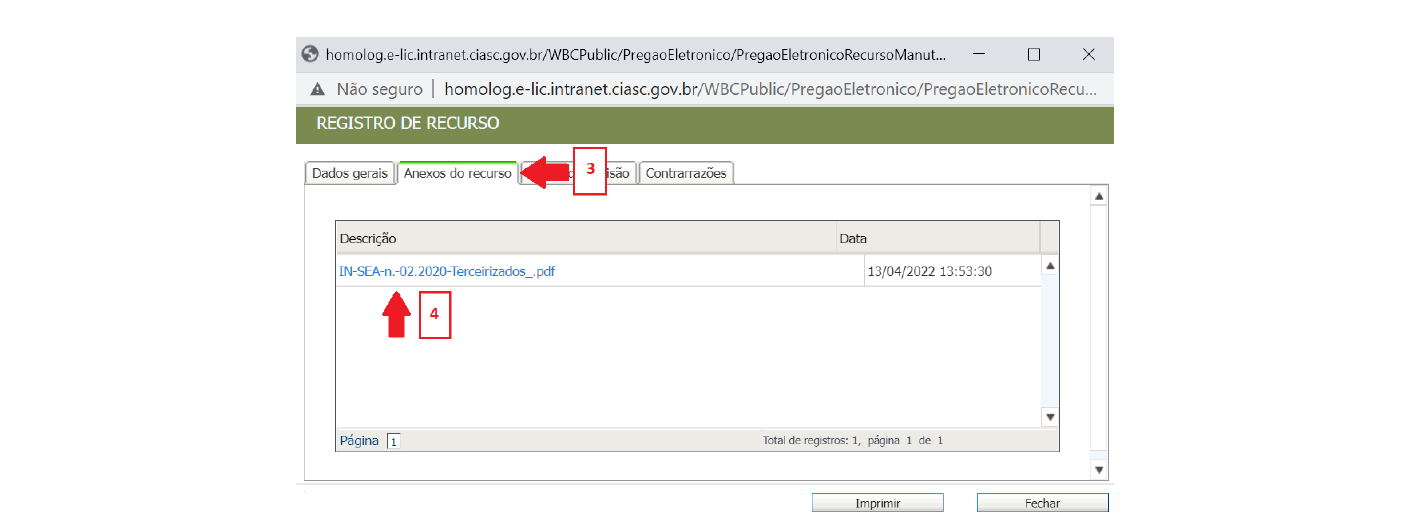 homolog.e-lic.intranet.ciasc.gov.br/WBCPublic/PregaoEletronico/PregaoEletronicoRecursoManut...
Não seguro | homolog.e-lic.intranet.ciasc.gov.br/WBCPublic/PregaoEletronico/PregaoEletronicoRecu...
REGISTRO DE RECURSO
Dados gerais Anexos do recurso 3 Contrarrazões
Descrição Data
IN-SEA-n.-02.2020-Terceirizados_.pdf 13/04/2022 13:53:30
4
Página 1 Total de registros: 1, página 1 de 1
Imprimir Fechar